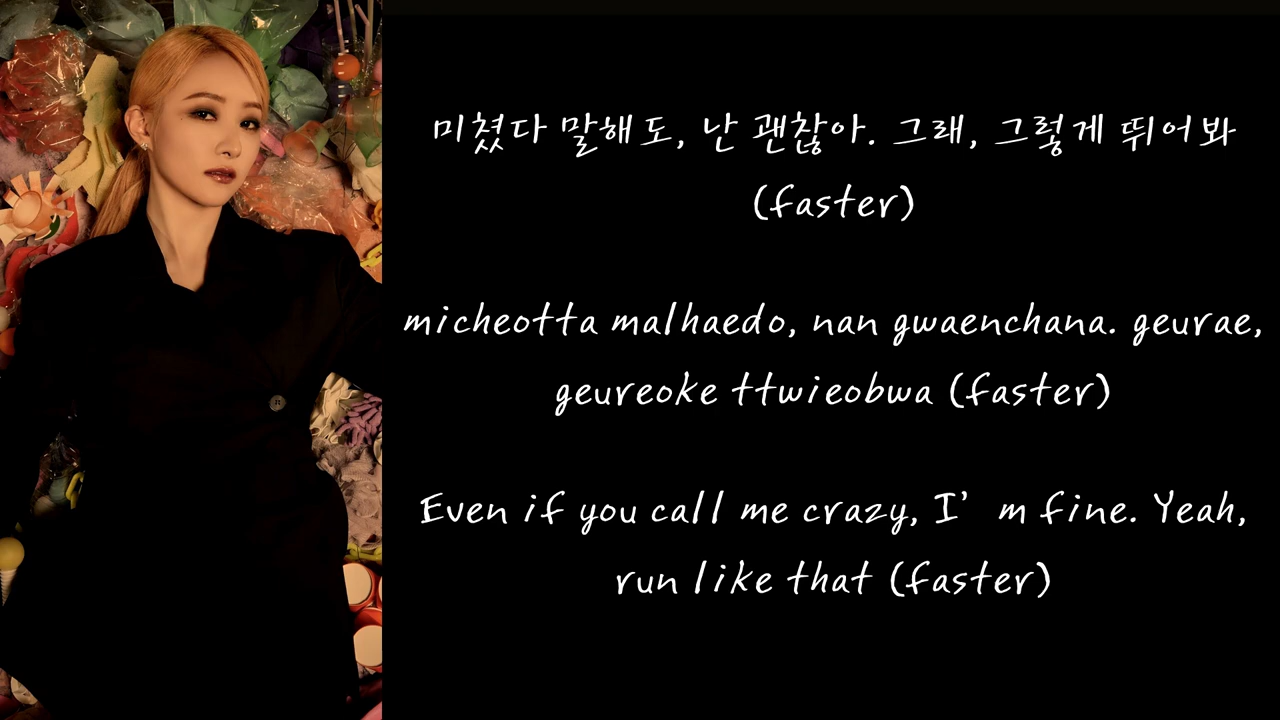 미쳤다 말해도, 난 괜찮아. 그래, 그렇게 뛰어봐
(faster)
micheotta malhaedo, nan gwaenchana. geurae,
geureoke ttwieobwa (faster)
Even if you call me crazy, I’m fine. Yeah,
run like that (faster)